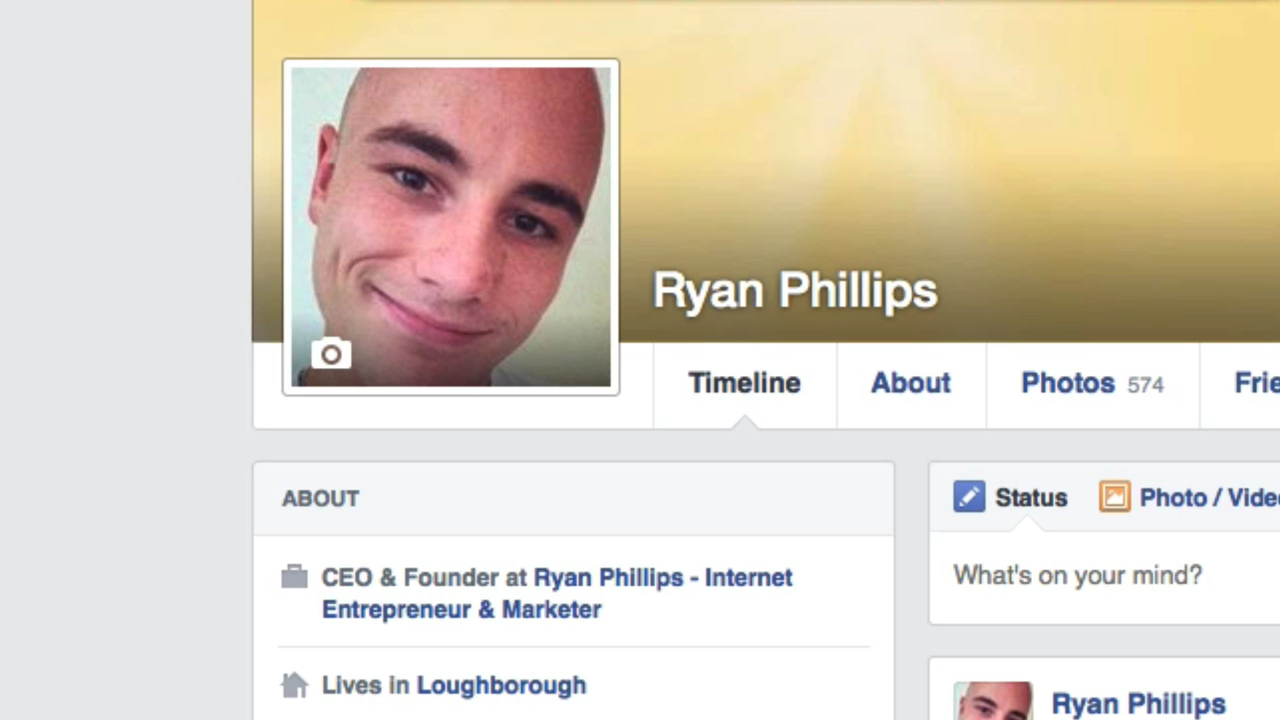 Ryan Phillips
Timeline
About
Photos 574
ABOUT
CEO & Founder at Ryan Phillips - Internet
Entrepreneur & Marketer
Lives in Loughborough
Status
Photo /
What's on your mind?
Ryan Phillips